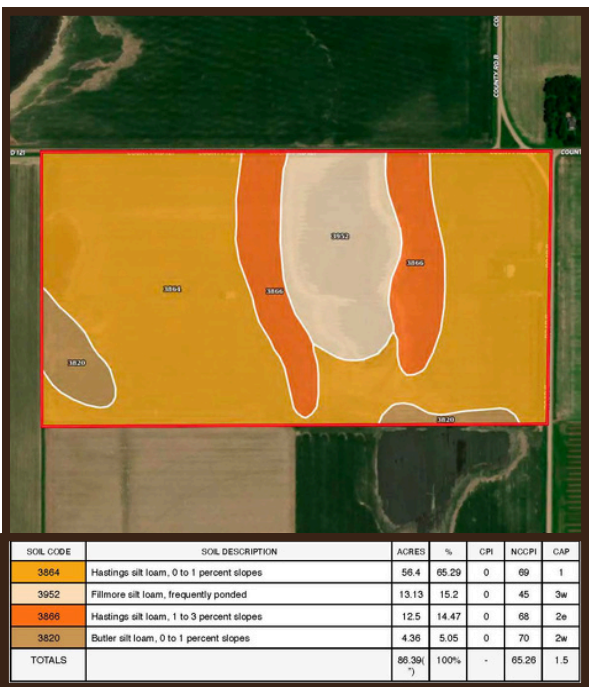 COUNTY RD B
D 121
COUNT
3952
3866
3864
3866
3820
3820
SOIL CODE SOIL DESCRIPTION ACRES % CPI NCCPI CAP
3864 Hastings silt loam, 0 to 1 percent slopes 56.4 65.29 0 69 1
3952 Fillmore silt loam, frequently ponded 13.13 15.2 0 45 3w
3866 Hastings silt loam, 1 to 3 percent slopes 12.5 14.47 0 68 2e
3820 Butler silt loam, 0 to 1 percent slopes 4.36 5.05 0 70 2w
TOTALS 86.39( 100% - 65.26 1.5
*)